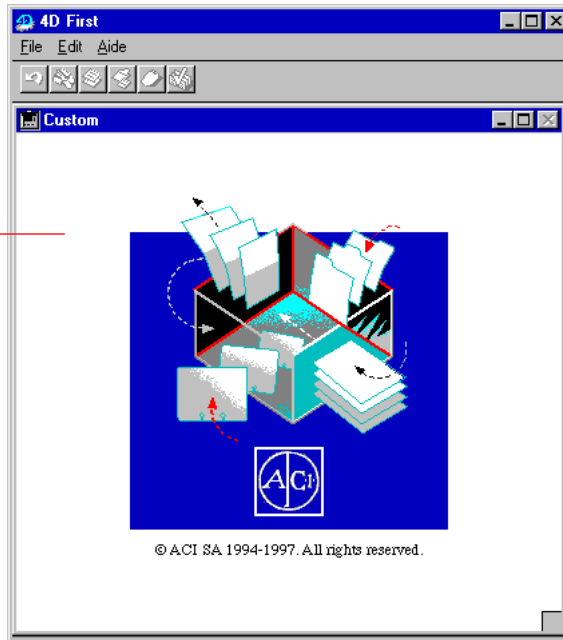 4D First
File Edit Aide
Custom
ACI
© ACI SA 1994-1997. All rights reserved.